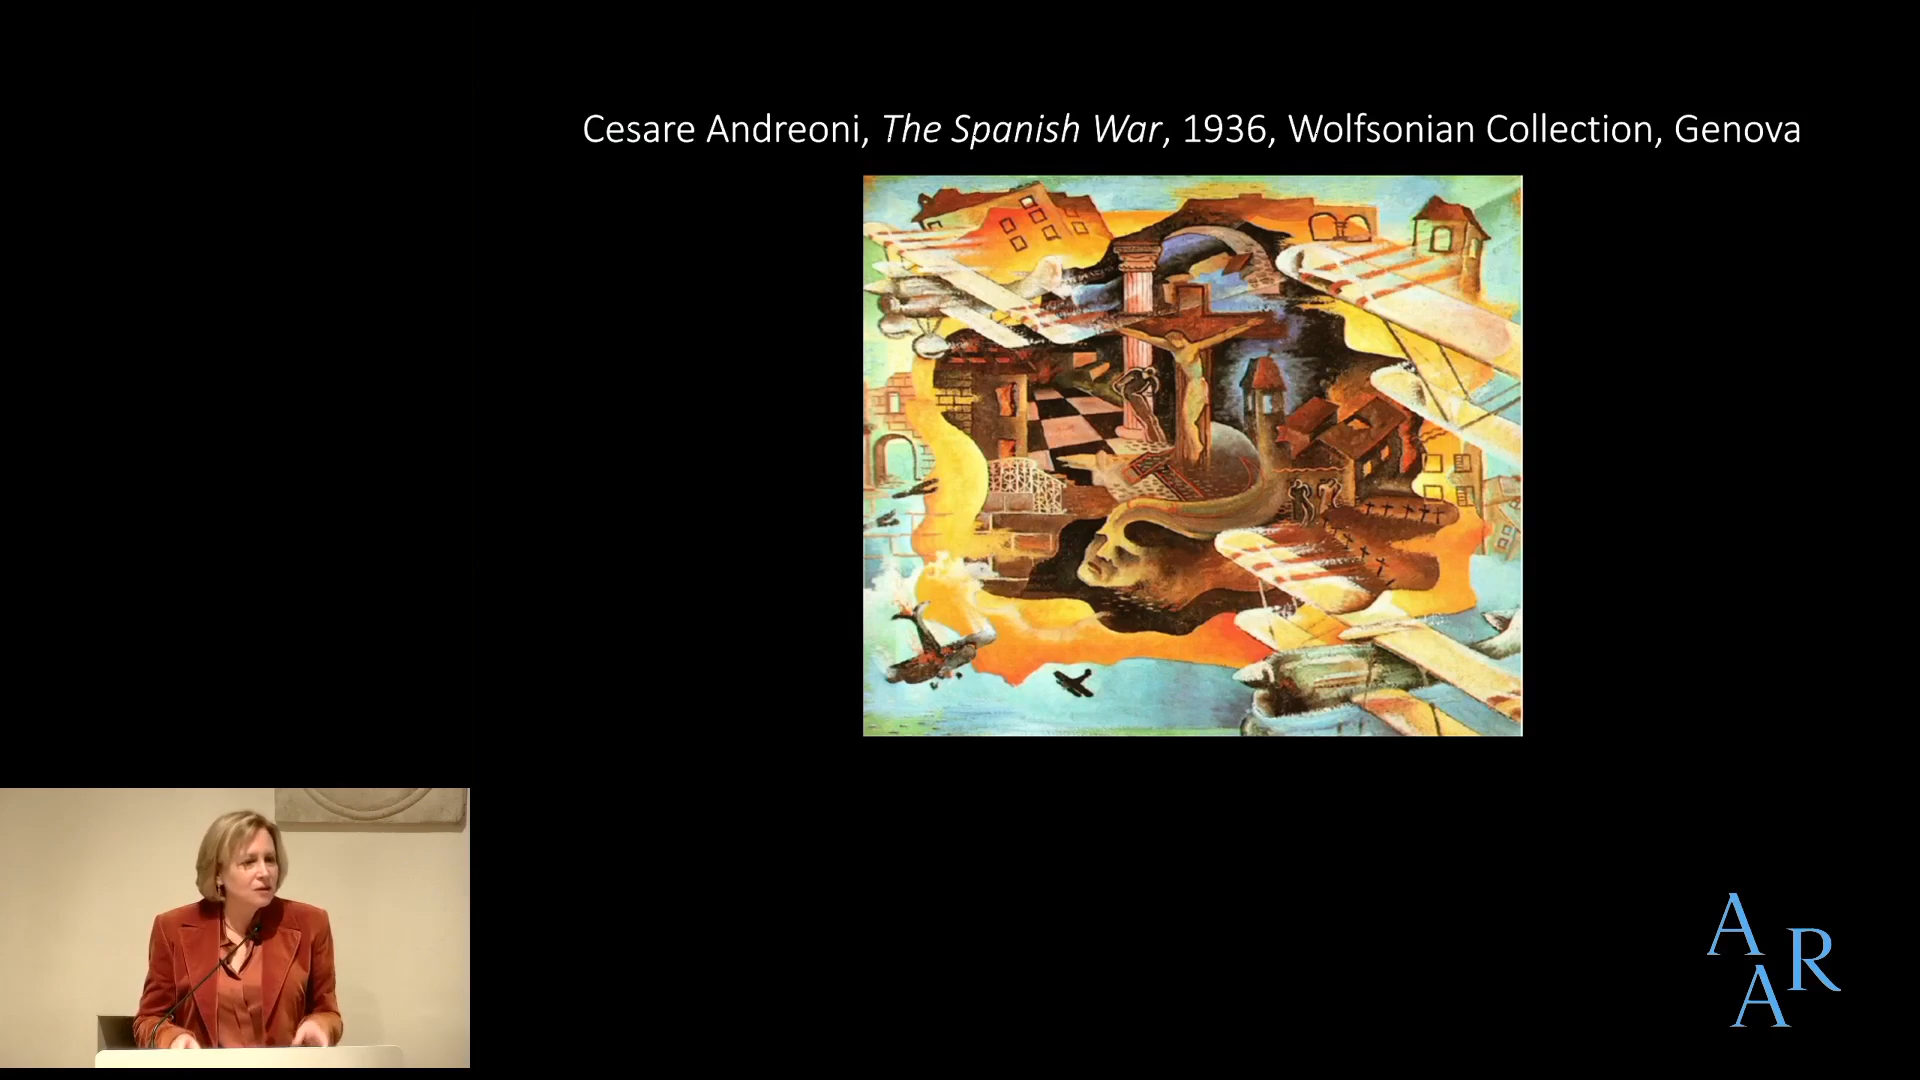 Cesare Andreoni, The Spanish War, 1936, Wolfsonian Collection, Genova
A
R
A